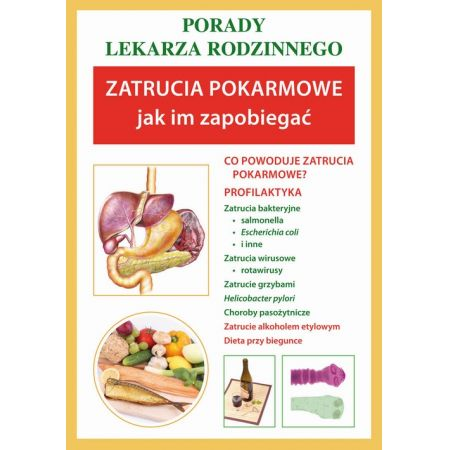 PORADY
LEKARZA RODZINNEGO
ZATRUCIA POKARMOWE
jak im zapobiegać
CO POWODUJE ZATRUCIA
POKARMOWE?
PROFILAKTYKA
Zatrucia bakteryjne
• salmonella
• Escherichia coli
• i inne
Zatrucia wirusowe
• rotawirusy
Zatrucie grzybami
Helicobacter pylori
Choroby pasożytnicze
Zatrucie alkoholem etylowym
Dieta przy biegunce